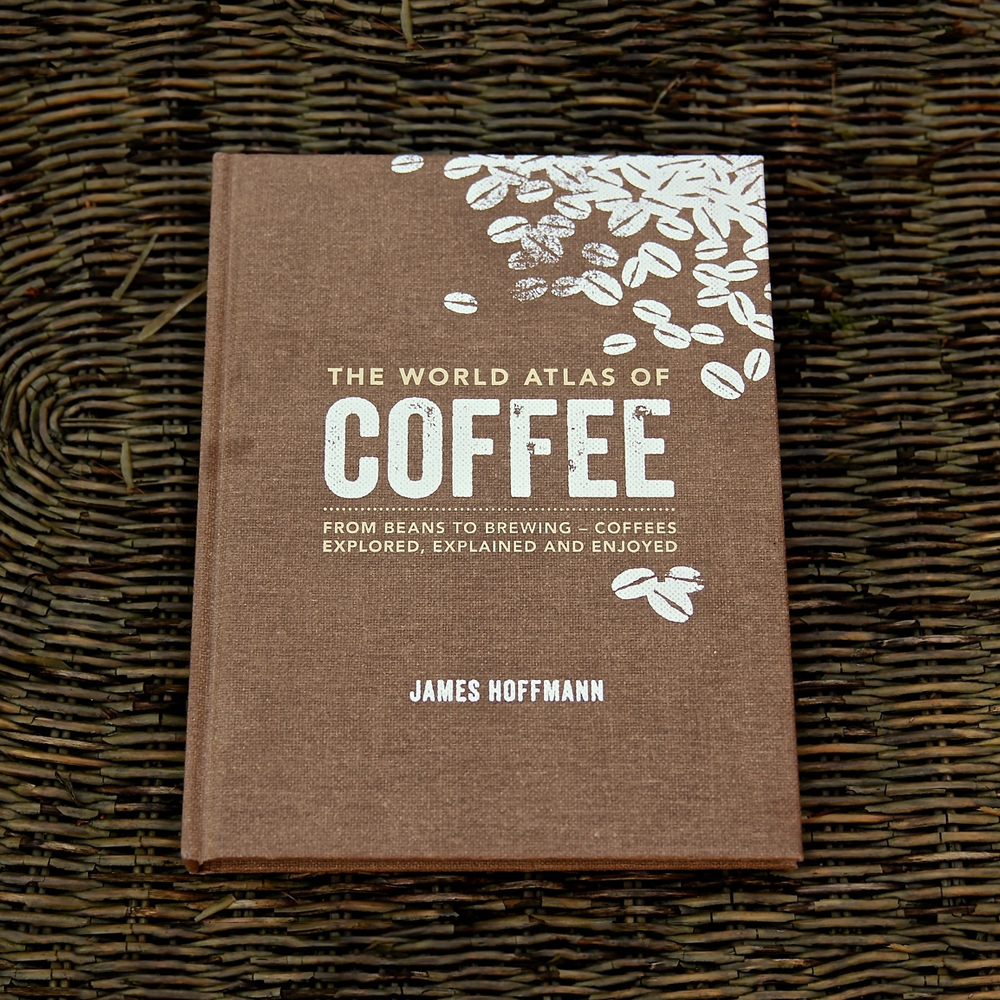 THE WORLD ATLAS OF
COFFEE
FROM BEANS TO BREWING – COFFEES
EXPLORED, EXPLAINED AND ENJOYED
JAMES HOFFMANN